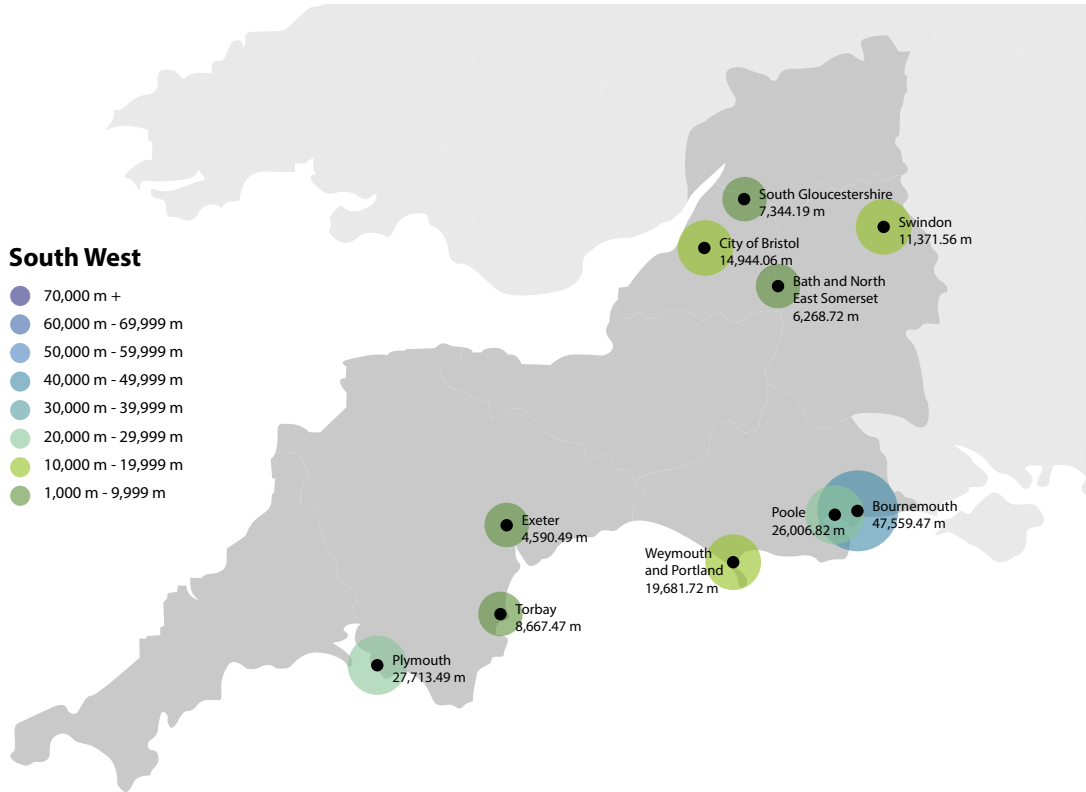 South West
70,000 m +
60,000 m - 69,999 m
50,000 m - 59,999 m
40,000 m - 49,999 m
30,000 m - 39,999 m
20,000 m - 29,999 m
10,000 m - 19,999 m
1,000 m - 9,999 m
South Gloucestershire
7,344.19 m
Swindon
11,371.56 m
City of Bristol
14,944.06 m
Bath and North
East Somerset
6,268.72 m
Poole
26,006.82 m
Bournemouth
47,559.47 m
Exeter
4,590.49 m
Weymouth
and Portland
19,681.72 m
Torbay
8,667.47 m
Plymouth
27,713.49 m